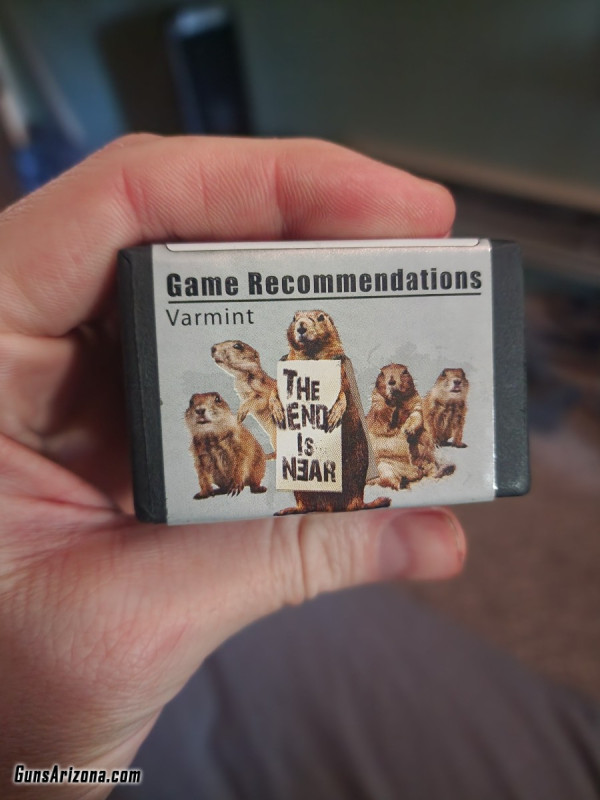 Game Recommendations
Varmint
THE
END
Is
NEAR
GunsArizona.com